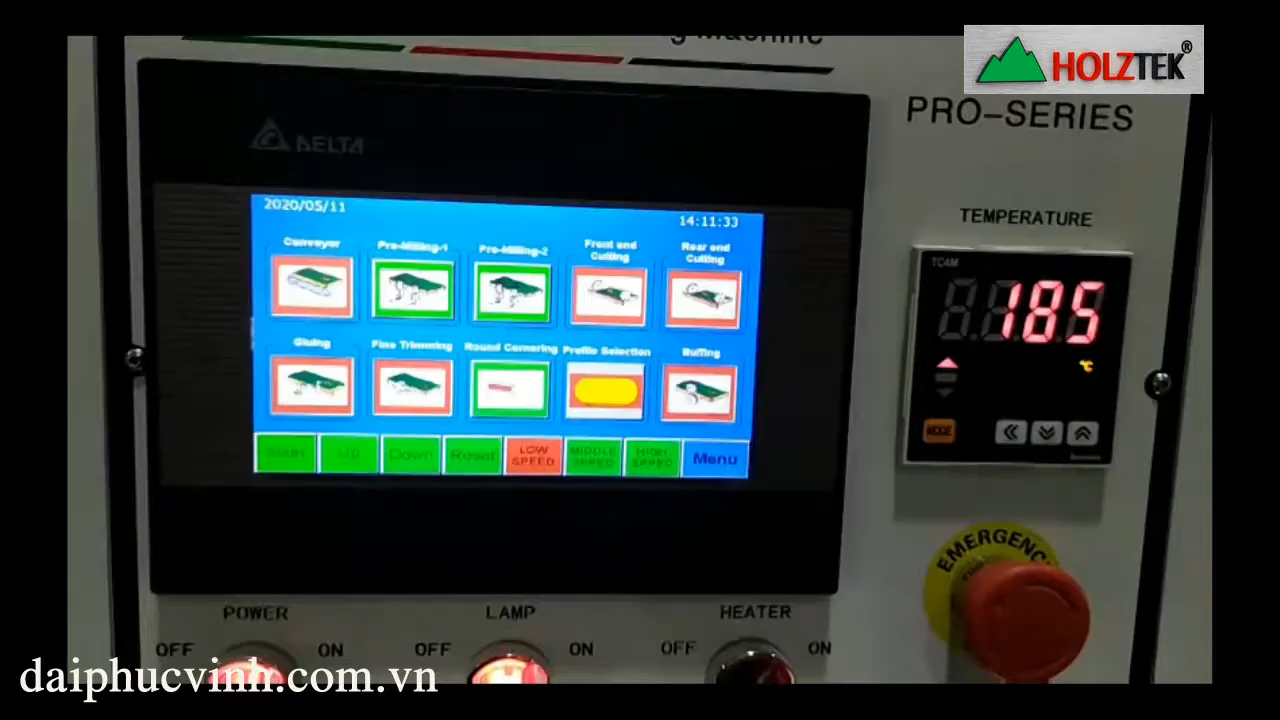 HOLZTEK®
Machine
PRO-SERIES
DELTA
2020/05/11
14:11:33
Conveyor
Pre-Milling-1
Pre-Milling-2
Front end
Cutting
Rear end
Cutting
Gluing
Fine Trimming
Round Cornering
Profile Selection
Buffing
Down
Reset
LOW
SPEED
MIDDLE
SPEED
HIGH
SPEED
Menu
TEMPERATURE
TC4M
185
°C
MODE
EMERGENC
POWER
OFF
ON
LAMP
OFF
ON
HEATER
OFF
ON
daiphucvinh.com.vn